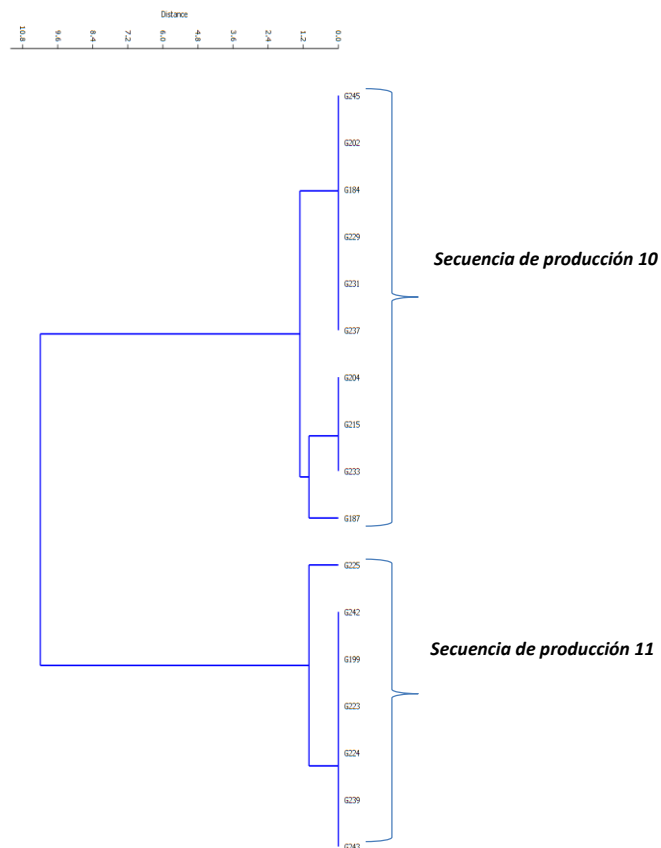 Distance
10.8 9.6 8.4 7.2 6.0 4.8 3.6 2.4 1.2 0.0
G245
G202
G184
G229
G231
G237
G204
G215
G233
G187
G225
G242
G199
G223
G224
G239
G243
Secuencia de producción 10
Secuencia de producción 11